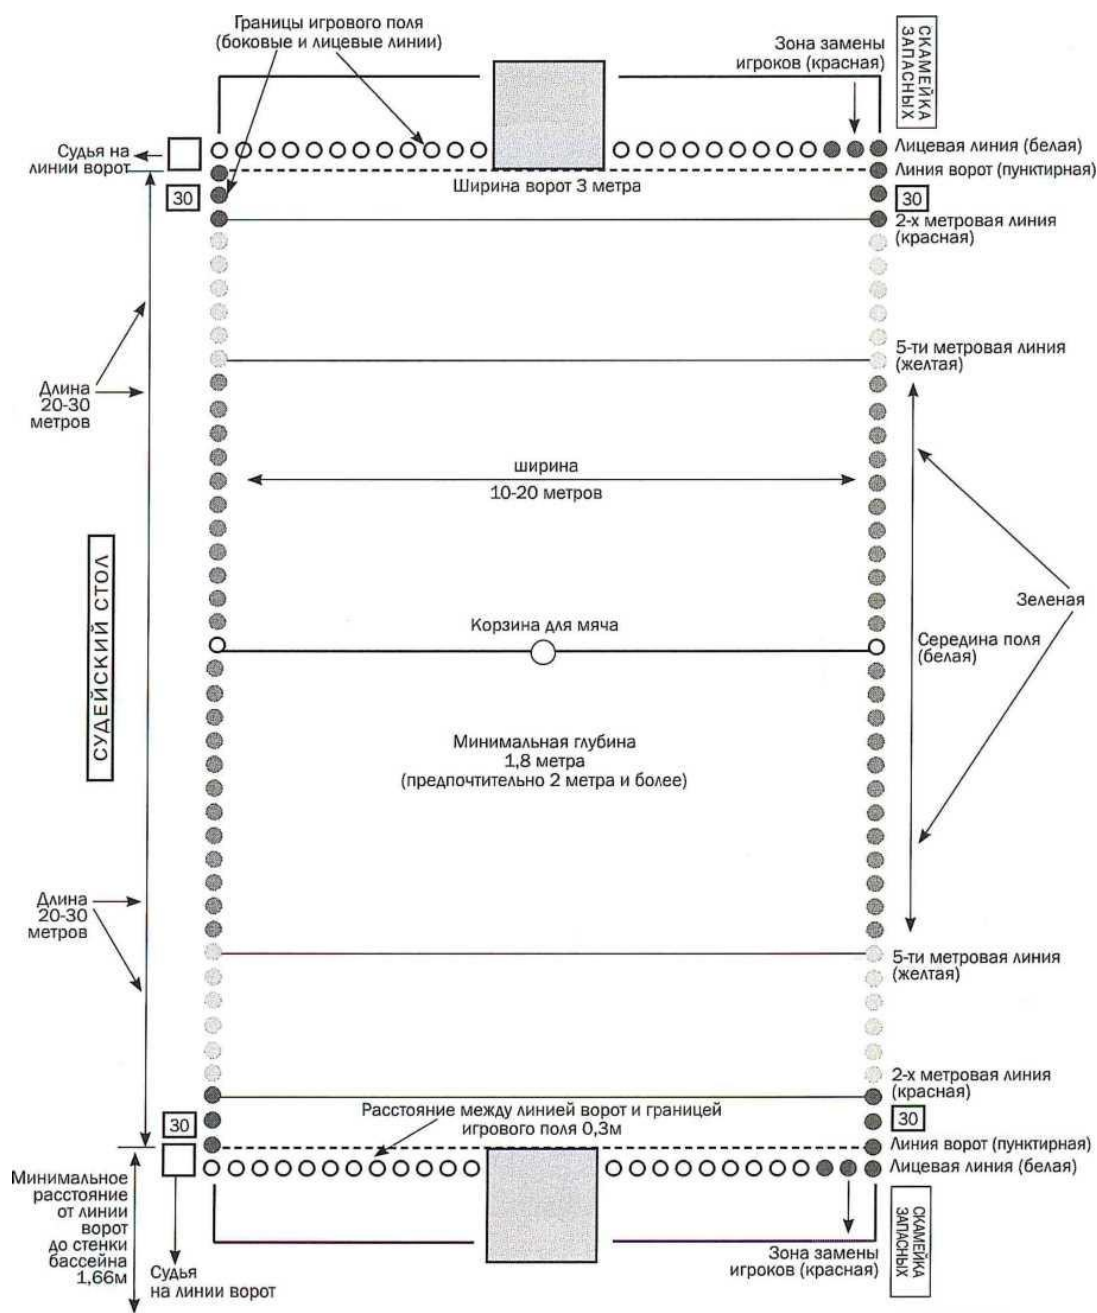 Границы игрового поля
(боковые и лицевые линии)
Зона замены
игроков (красная)
СКАМЕЙКА
ЗАПАСНЫХ
Судья на
линии ворот
Лицевая линия (белая)
Линия ворот (пунктирная)
Ширина ворот 3 метра
30
30
2-х метровая линия
(красная)
5-ти метровая линия
(желтая)
Длина
20-30
метров
ширина
10-20 метров
СУДЕЙСКИЙ СТОЛ
Зеленая
Корзина для мяча
Середина поля
(белая)
Минимальная глубина
1,8 метра
(предпочтительно 2 метра и более)
Длина
20-30
метров
5-ти метровая линия
(желтая)
2-х метровая линия
(красная)
Расстояние между линией ворот и границей
игрового поля 0,3м
30
30
Линия ворот (пунктирная)
Лицевая линия (белая)
Минимальное
расстояние
от линии
ворот
до стенки
бассейна
1,66м
Судья
на линии ворот
Зона замены
игроков (красная)
СКАМЕЙКА
ЗАПАСНЫХ